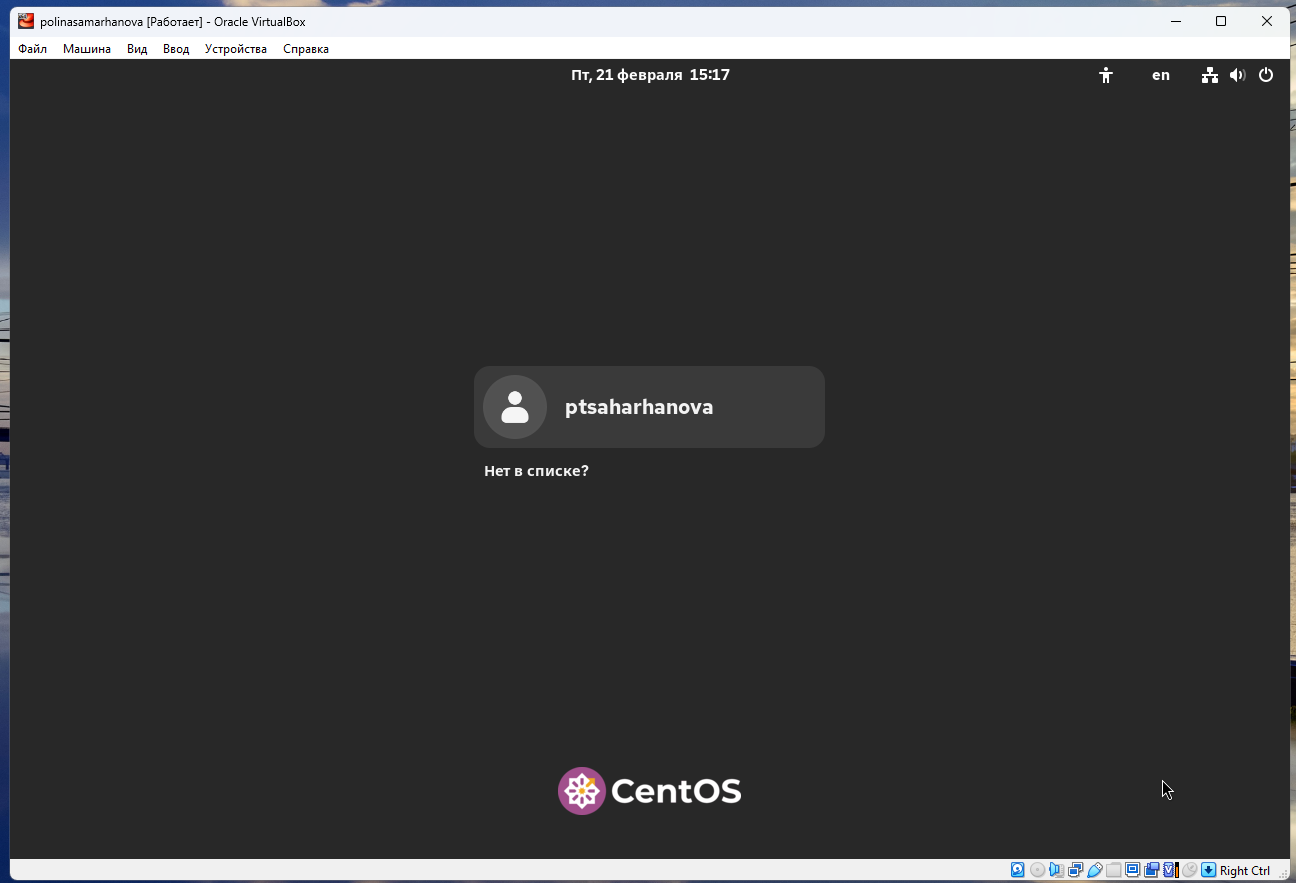 polinasamarhanova [Работает] - Oracle VirtualBox
Файл Машина Вид Ввод Устройства Справка
Пт, 21 февраля 15:17 en
ptsaharhanova
Нет в списке?
CentOS
Right Ctrl